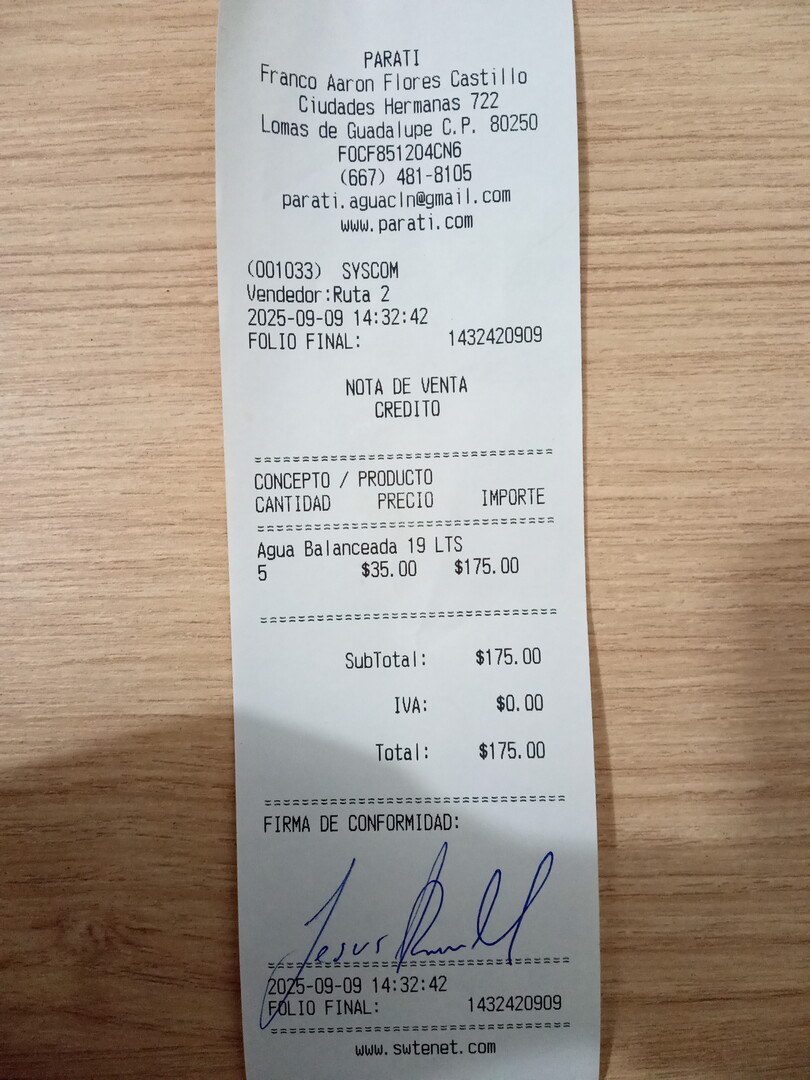 PARATI
Franco Aaron Flores Castillo
Ciudades Hermanas 722
Lomas de Guadalupe C.P. 80250
FOCF851204CN6
(667) 481-8105
parati.aguacln@gmail.com
www.parati.com
(001033) SYSCOM
Vendedor:Ruta 2
2025-09-09 14:32:42
FOLIO FINAL: 1432420909
NOTA DE VENTA
CREDITO
==============================
CONCEPTO / PRODUCTO
CANTIDAD PRECIO IMPORTE
==============================
Agua Balanceada 19 LTS
5 $35.00 $175.00
==============================
SubTotal: $175.00
IVA: $0.00
Total: $175.00
==============================
FIRMA DE CONFORMIDAD:
Jesus
==============================
2025-09-09 14:32:42
FOLIO FINAL: 1432420909
==============================
www.swtenet.com